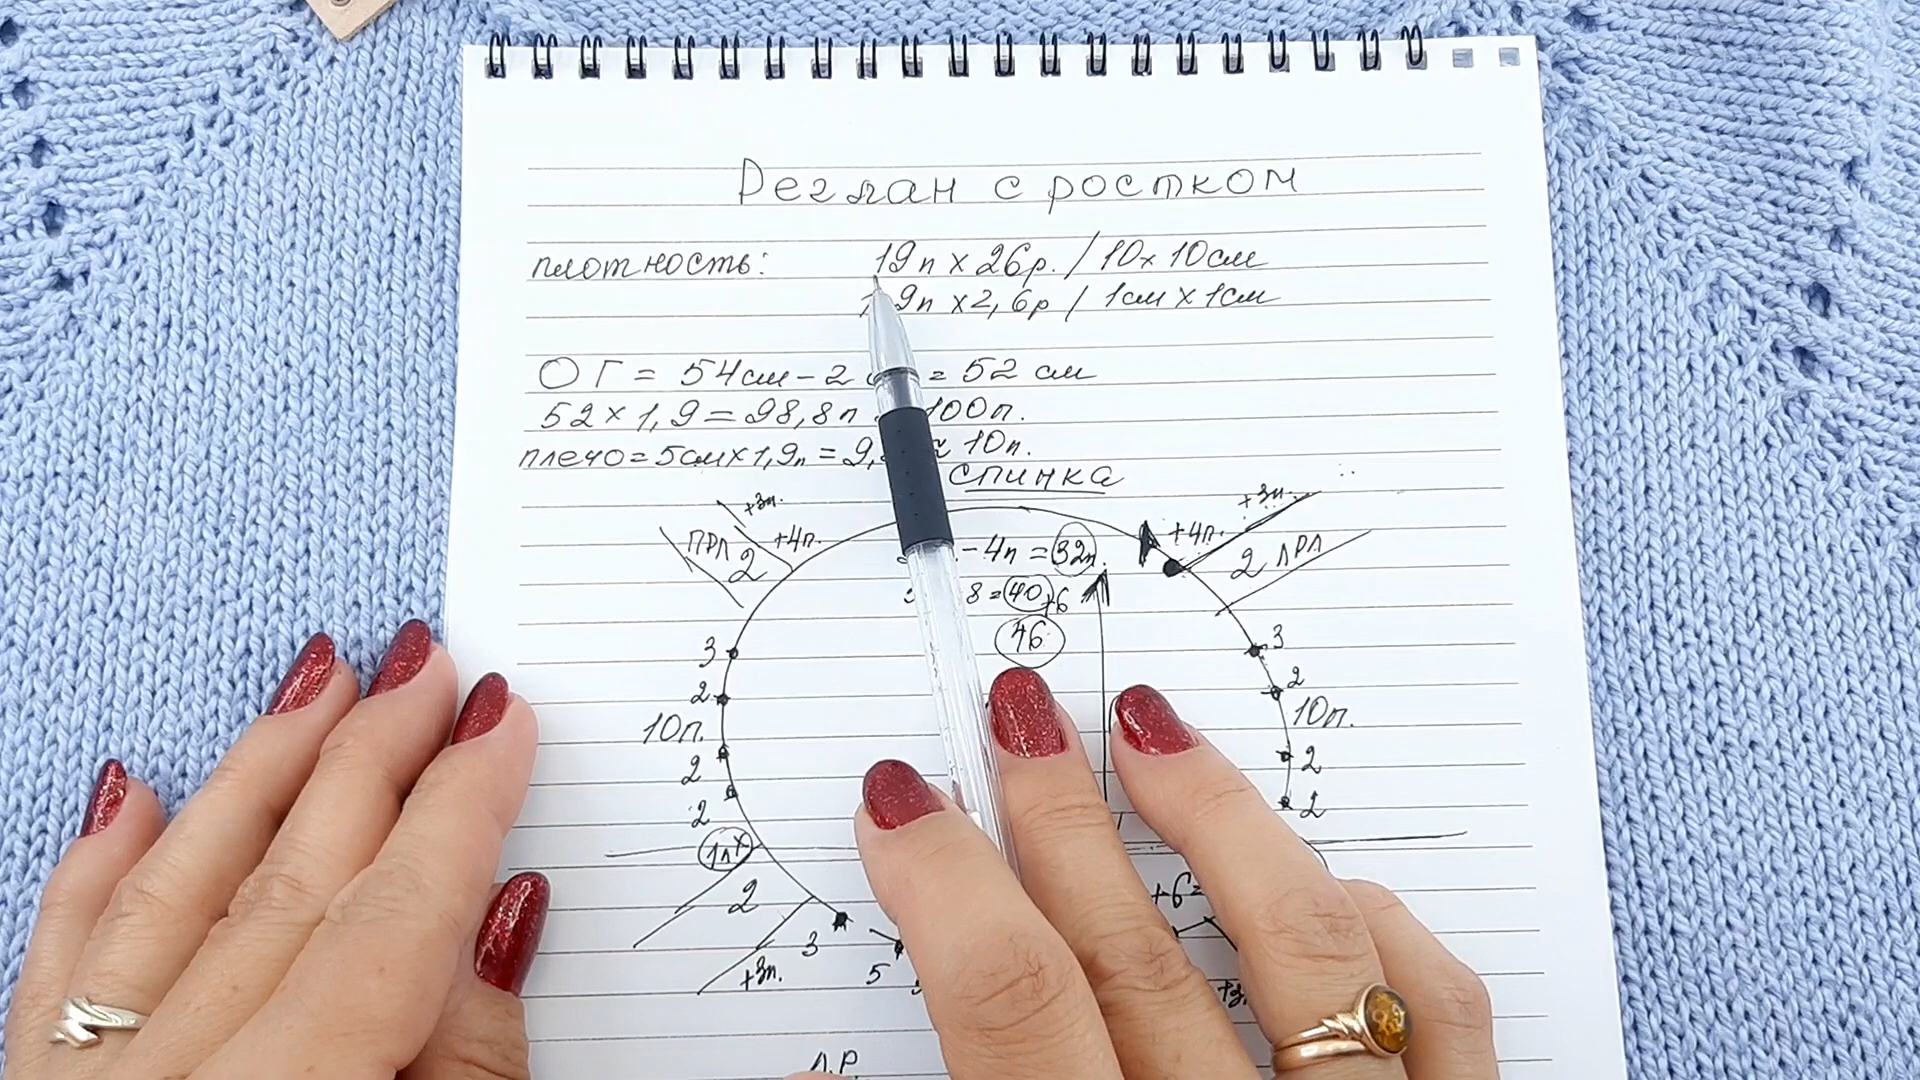 Реглан с ростком
плотность: 19п х 26р. / 10х10см
9п х 2,6р / 1см х 1см
ОГ = 54см - 2 = 52 см
52 х 1,9 = 98,8п 100п.
плечо = 5см х 1,9п = 9, ≈ 10п.
спинка
+3п. +3п.
ПРЛ 2 +4п. +4п. 2 ЛРЛ
- 4п = 32п.
8 = 40 +6
46
3 3
2 2
10п. 10п.
2 2
2 2
1п х
2
+6=
3
5
+3п.
Л.Р.